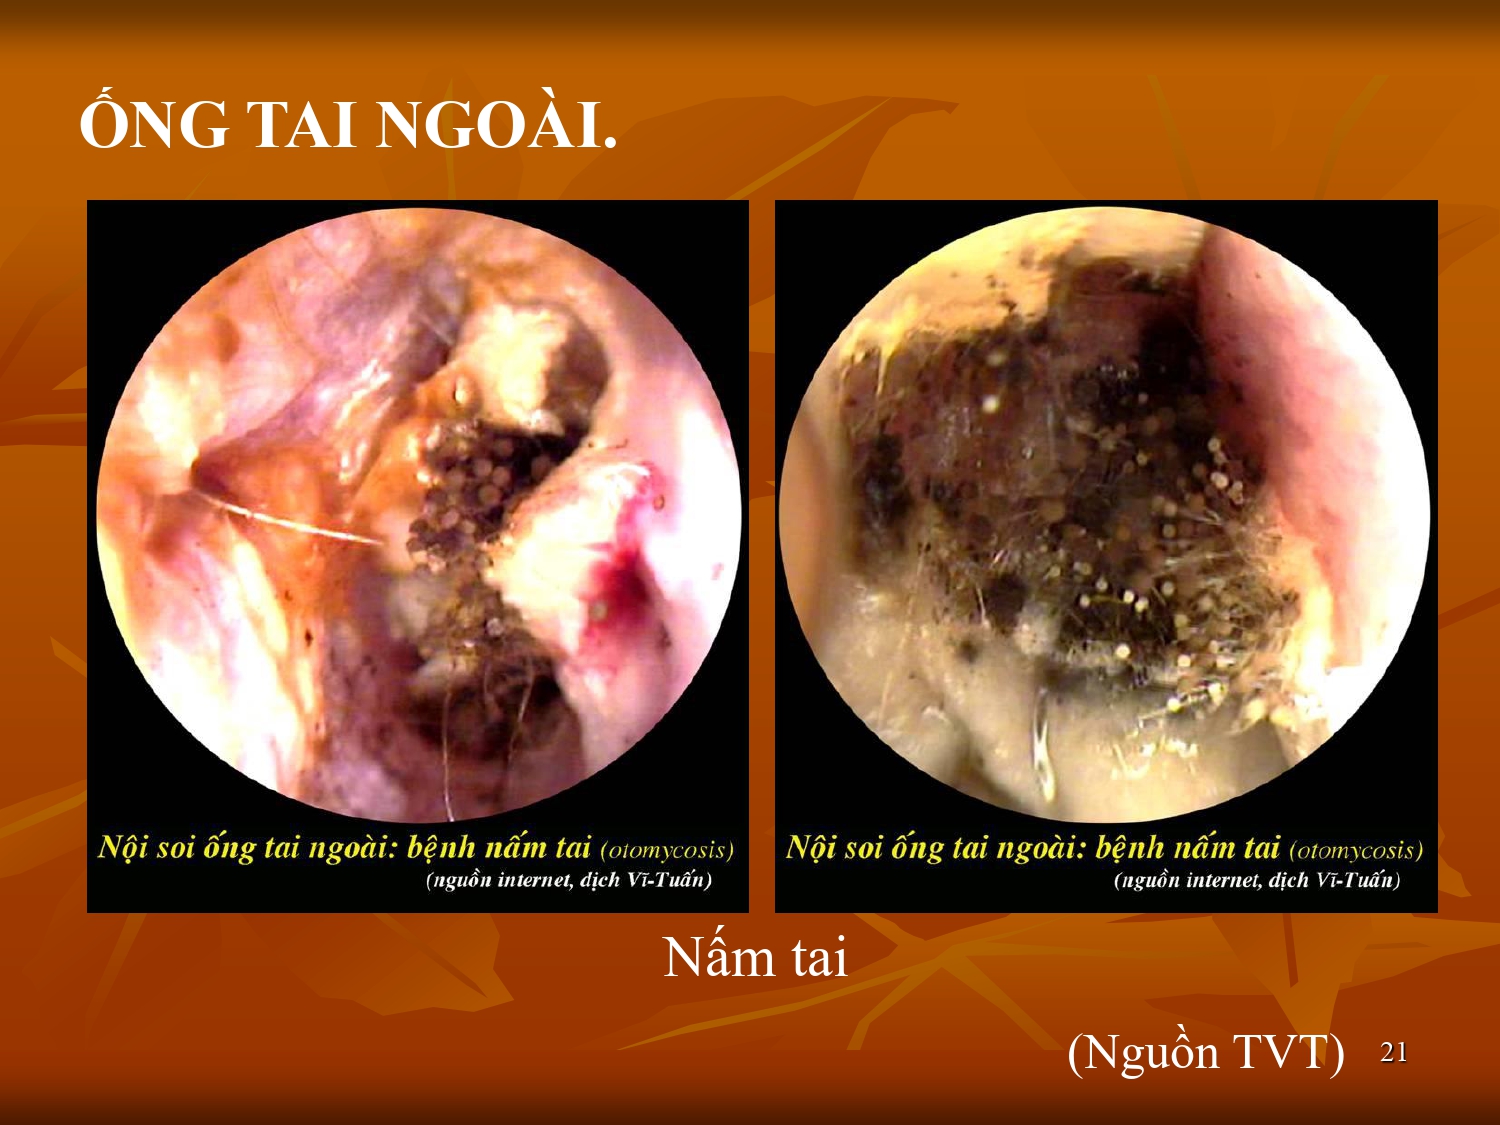 ỐNG TAI NGOÀI.
Nội soi ống tai ngoài: bệnh nấm tai (otomycosis)
(nguồn internet, dịch Vĩ-Tuấn)
Nội soi ống tai ngoài: bệnh nấm tai (otomycosis)
(nguồn internet, dịch Vĩ-Tuấn)
Nấm tai
(Nguồn TVT) 21